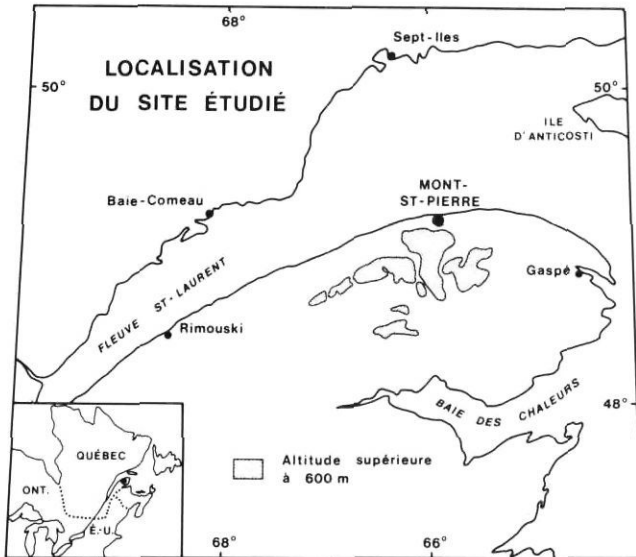 68
Sept-Iles
LOCALISATION
DU SITE ÉTUDIÉ
50°
50°
ILE
D'ANTICOSTI
MONT-
ST-PIERRE
Baie-Comeau
Gaspé
FLEUVE ST-LAURENT
Rimouski
BAIE DES CHALEURS
48°
QUÉBEC
ONT.
É.-U.
Altitude supérieure
à 600 m
68°
66°